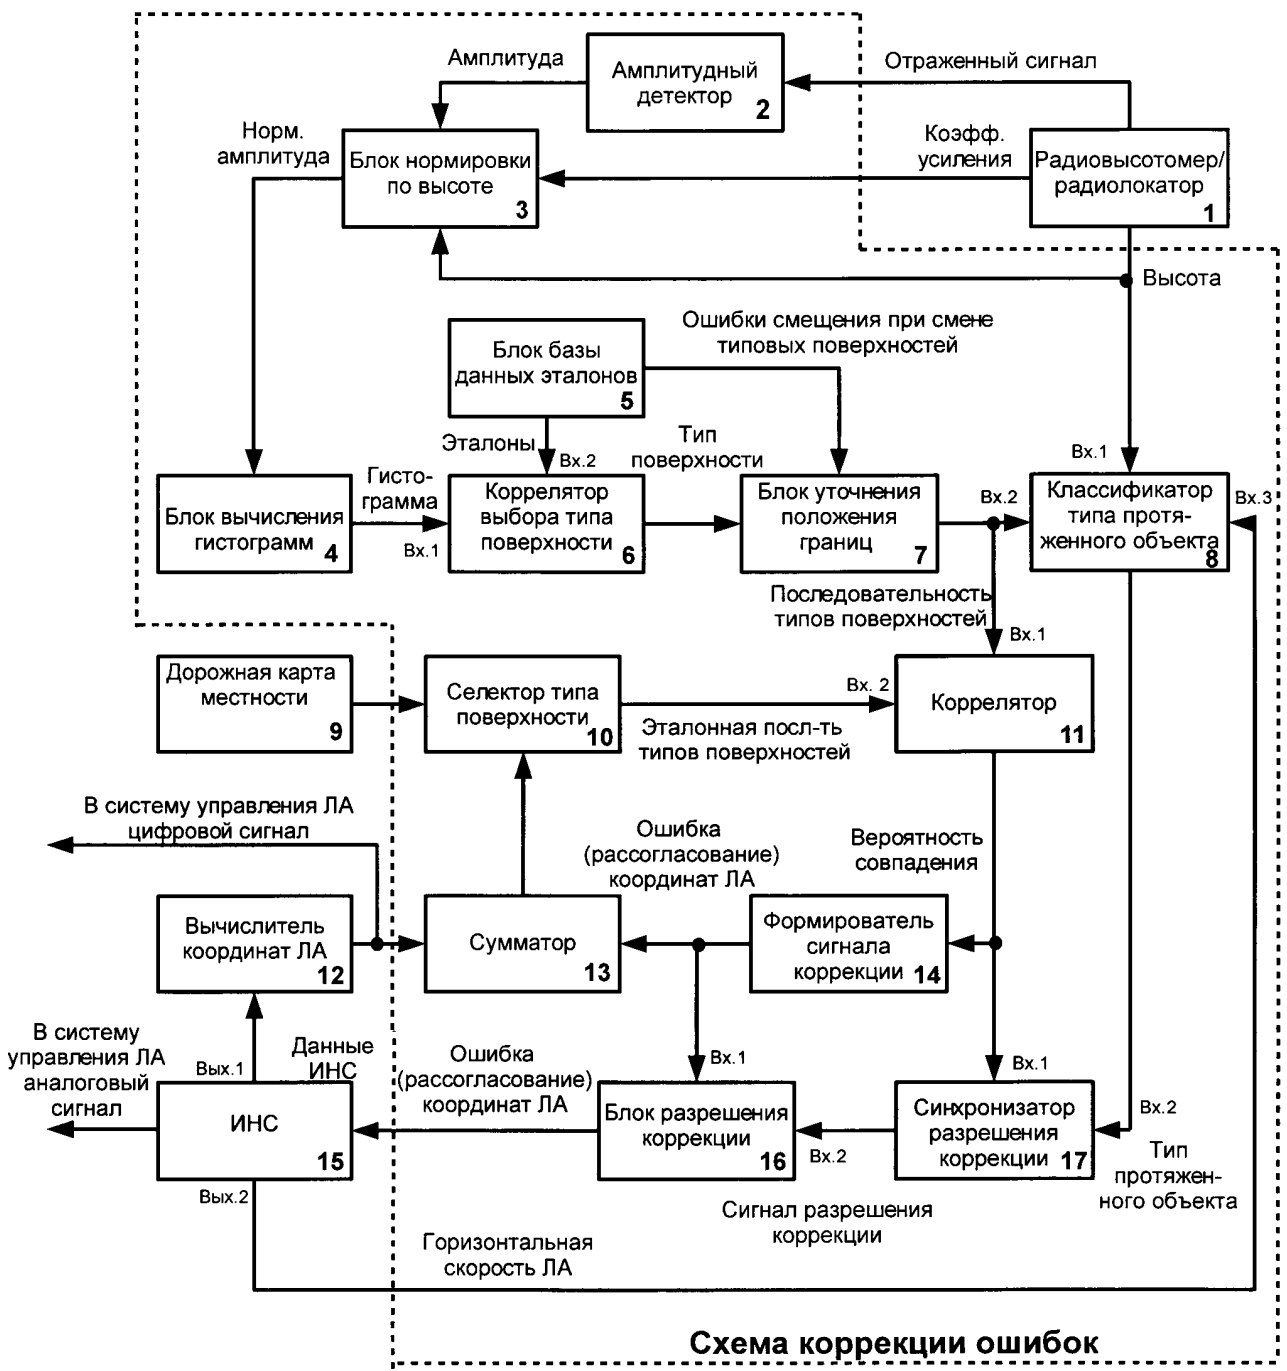 Амплитуда
Амплитудный
детектор
2
Отраженный сигнал
Норм.
амплитуда
Блок нормировки
по высоте
3
Коэфф.
усиления
Радиовысотомер/
радиолокатор
1
Высота
Ошибки смещения при смене
типовых поверхностей
Блок базы
данных эталонов
5
Эталоны
Вх.2
Тип
поверхности
Вх.1
Гисто-
грамма
Вх.1
Блок вычисления
гистограмм
4
Коррелятор
выбора типа
поверхности
6
Блок уточнения
положения
границ
7
Вх.2
Классификатор
типа протя-
женного объекта
8
Вх.3
Последовательность
типов поверхностей
Вх.1
Дорожная карта
местности
9
Селектор типа
поверхности
10
Вх. 2
Эталонная посл-ть
типов поверхностей
Коррелятор
11
В систему управления ЛА
цифровой сигнал
Ошибка
(рассогласование)
координат ЛА
Вероятность
совпадения
Вычислитель
координат ЛА
12
Сумматор
13
Формирователь
сигнала
коррекции
14
В систему
управления ЛА
аналоговый
сигнал
Вых.1
Данные
ИНС
Ошибка
(рассогласование)
координат ЛА
Вх.1
Вх.1
ИНС
15
Блок разрешения
коррекции
16
Вх.2
Синхронизатор
разрешения
коррекции
17
Вх.2
Тип
протяжен-
ного объекта
Вых.2
Сигнал разрешения
коррекции
Горизонтальная
скорость ЛА
Схема коррекции ошибок